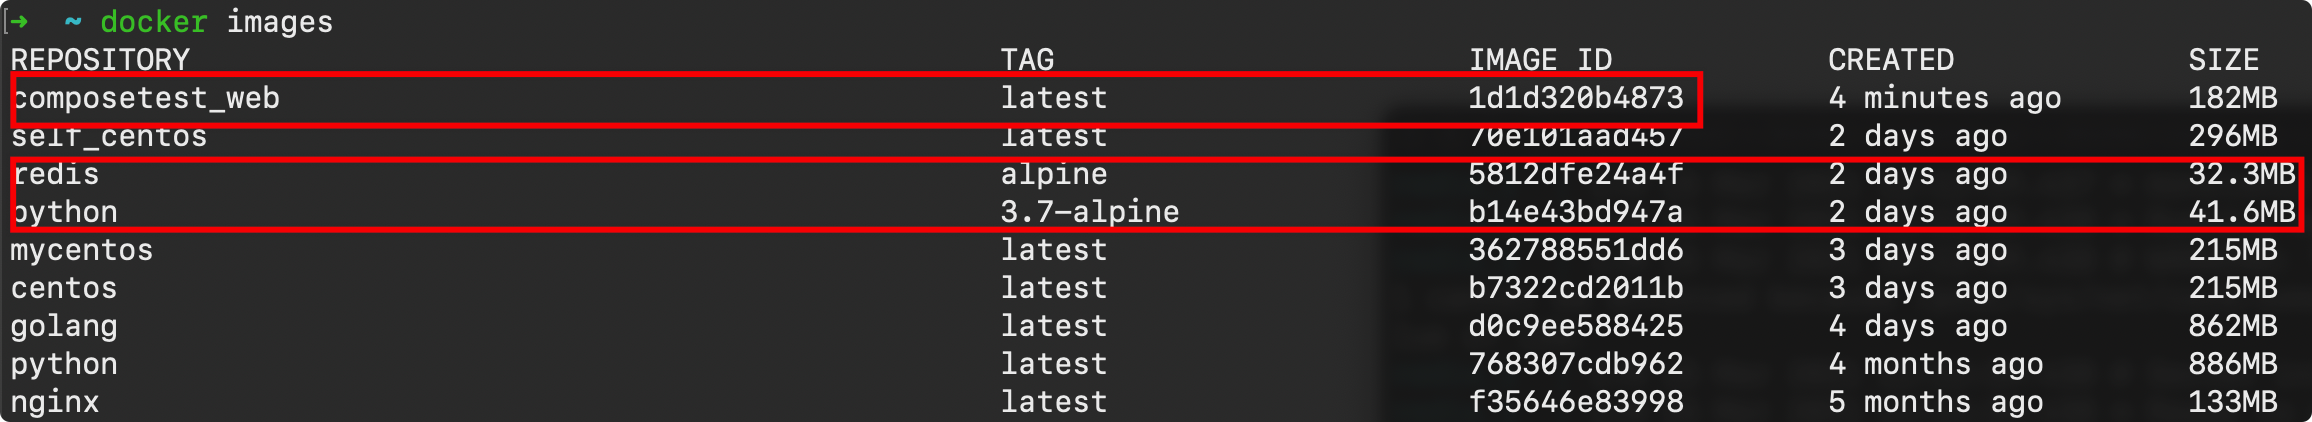 ➜ ~ docker images
REPOSITORY TAG IMAGE ID CREATED SIZE
composetest_web latest 1d1d320b4873 4 minutes ago 182MB
self_centos latest 70e101aad457 2 days ago 296MB
redis alpine 5812dfe24a4f 2 days ago 32.3MB
python 3.7-alpine b14e43bd947a 2 days ago 41.6MB
mycentos latest 362788551dd6 3 days ago 215MB
centos latest b7322cd2011b 3 days ago 215MB
golang latest d0c9ee588425 4 days ago 862MB
python latest 768307cdb962 4 months ago 886MB
nginx latest f35646e83998 5 months ago 133MB